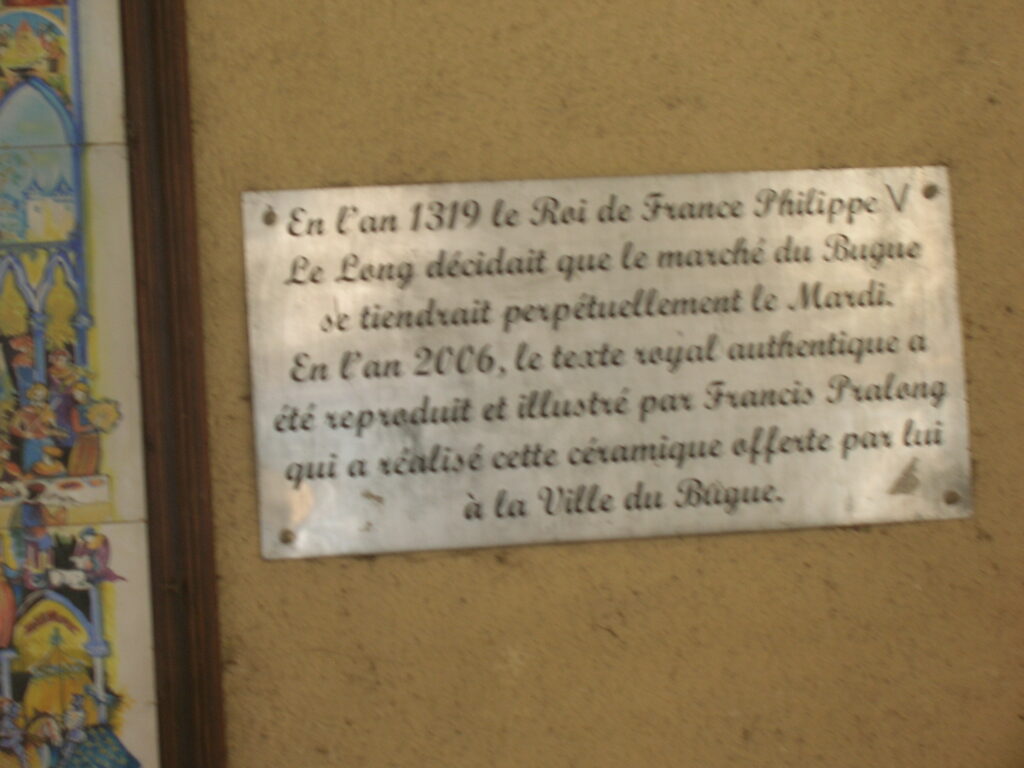 En l'an 1319 le Roi de France Philippe V
Le Long décidait que le marché du Bugue
se tiendrait perpétuellement le Mardi.
En l'an 2006, le texte royal authentique a
été reproduit et illustré par Francis Pralong
qui a réalisé cette céramique offerte par lui
à la Ville du Bugue.